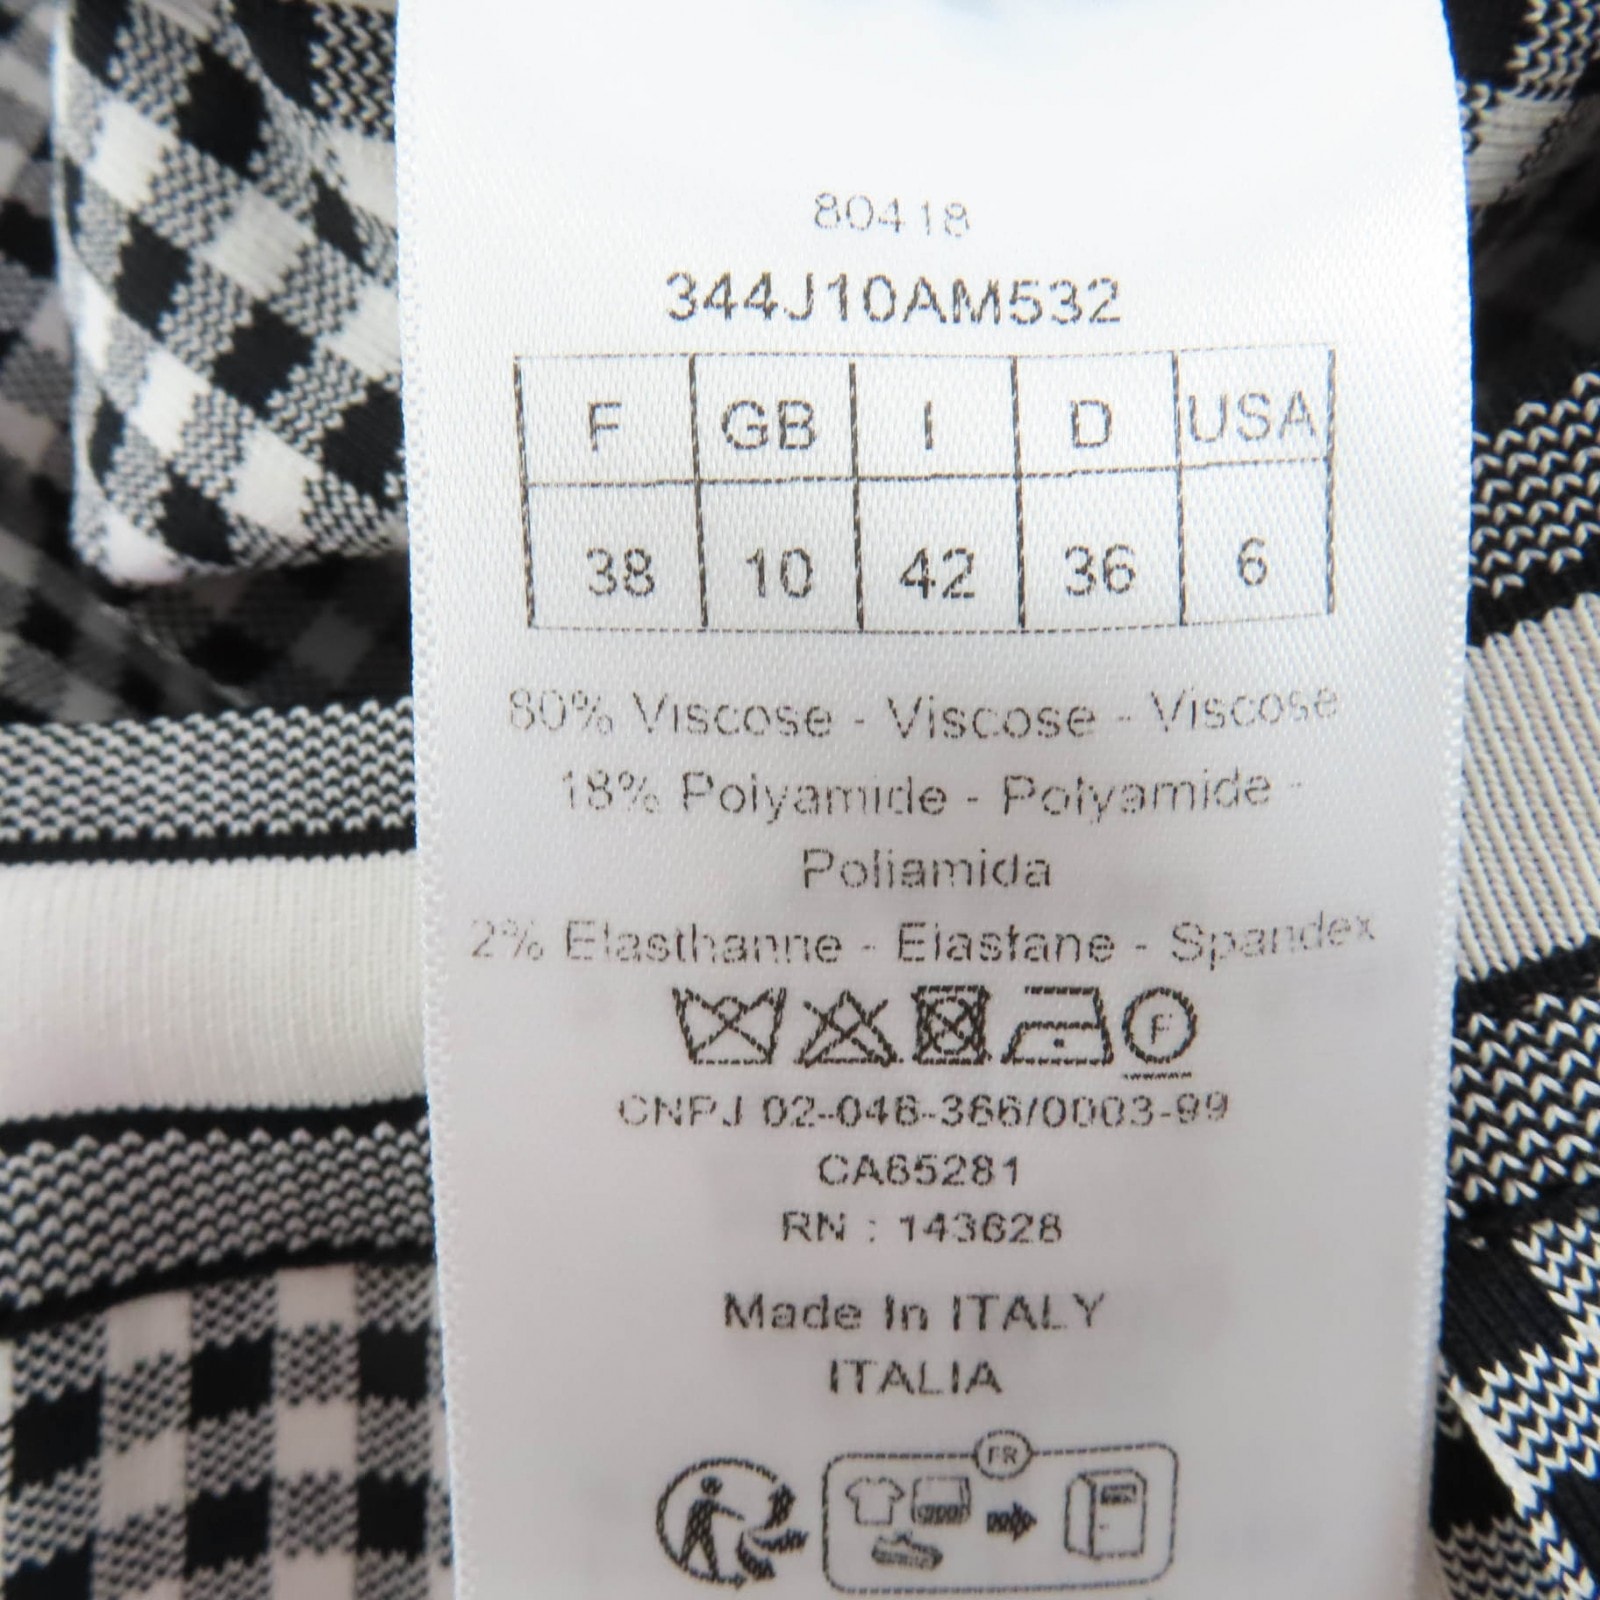 80418
344J10AM532
F GB I D USA
38 10 42 36 6
80% Viscose - Viscose - Viscose
18% Polyamide - Polyamide -
Poliamida
2% Elasthanne - Elastane - Spandex
F
CNPJ 02-046-366/0003-99
CA65281
RN : 143628
Made In ITALY
ITALIA
FR